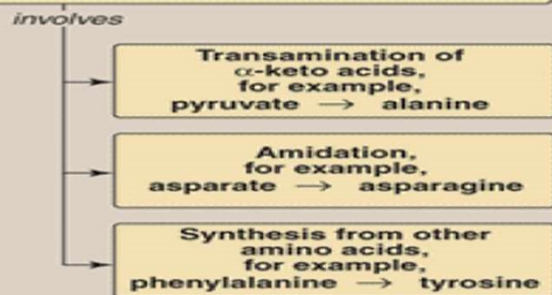 involves
Transamination of
α-keto acids,
for example,
pyruvate → alanine
Amidation,
for example,
asparate → asparagine
Synthesis from other
amino acids,
for example,
phenylalanine → tyrosine